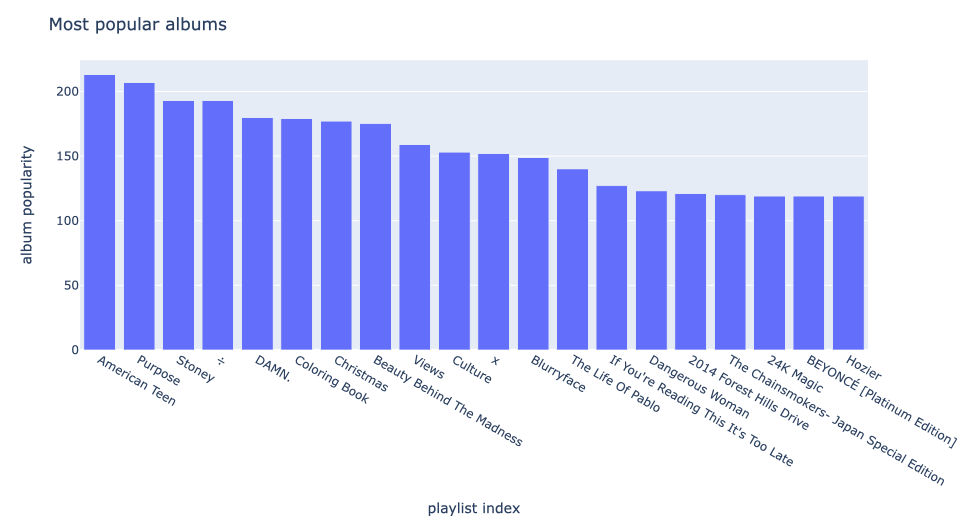 Most popular albums
album popularity
200
150
100
50
0
American Teen
Purpose
Stoney
÷
DAMN.
Coloring Book
Christmas
Beauty Behind The Madness
Views
Culture
x
Blurryface
The Life Of Pablo
If You're Reading This It's Too Late
Dangerous Woman
2014 Forest Hills Drive
The Chainsmokers- Japan Special Edition
24K Magic
BEYONCÉ [Platinum Edition]
Hozier
playlist index